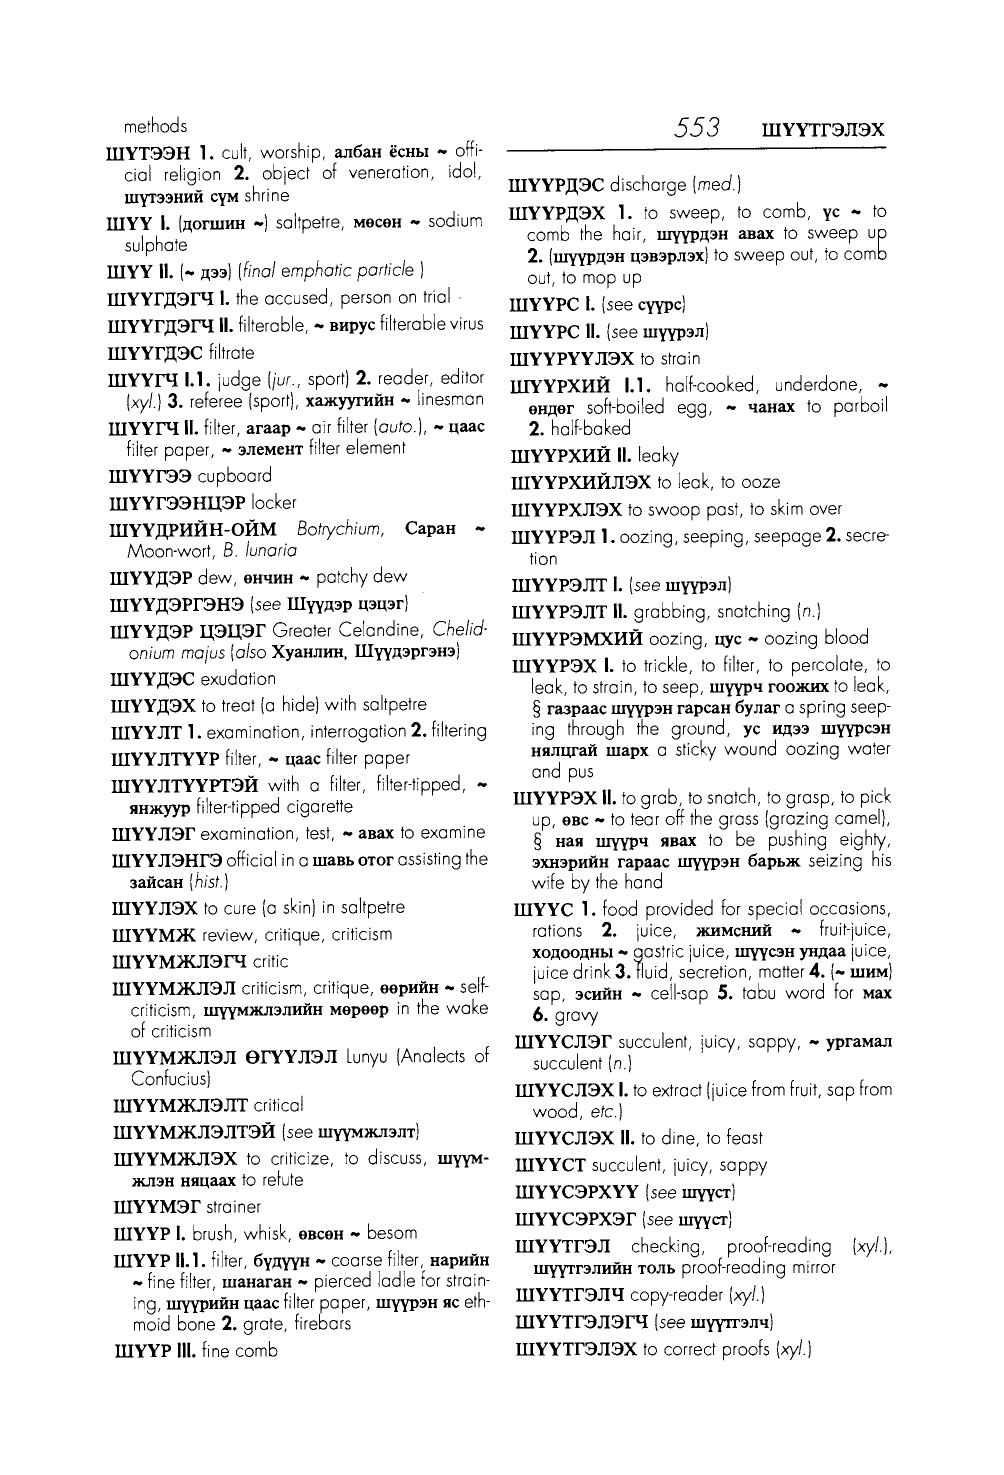 methods
ШҮТЭЭН 1. cult, worship, албан ёсны ~ offi-
cial religion 2. object of veneration, idol,
шүтээний сүм shrine
ШҮҮ I. (догшин ~) saltpetre, мөсөн ~ sodium
sulphate
ШҮҮ II. (~ дээ) (final emphatic particle )
ШҮҮГДЭГЧ I. the accused, person on trial
ШҮҮГДЭГЧ II. filterable, ~ вирус filterable virus
ШҮҮГДЭС filtrate
ШҮҮГЧ I.1. judge (jur., sport) 2. reader, editor
(xyl.) 3. referee (sport), хажуугийн ~ linesman
ШҮҮГЧ II. filter, агаар ~ air filter (auto.), ~ цаас
filter paper, ~ элемент filter element
ШҮҮГЭЭ cupboard
ШҮҮГЭЭНЦЭР locker
ШҮҮДРИЙН-ОЙМ Botrychium, Саран ~
Moon-wort, B. lunaria
ШҮҮДЭР dew, өнчин ~ patchy dew
ШҮҮДЭРГЭНЭ (see Шүүдэр цэцэг)
ШҮҮДЭР ЦЭЦЭГ Greater Celandine, Chelid-
onium majus (also Хуанлин, Шүүдэргэнэ)
ШҮҮДЭС exudation
ШҮҮДЭХ to treat (a hide) with saltpetre
ШҮҮЛТ 1. examination, interrogation 2. filtering
ШҮҮЛТҮҮР filter, ~ цаас filter paper
ШҮҮЛТҮҮРТЭЙ with a filter, filter-tipped, ~
янжуур filter-tipped cigarette
ШҮҮЛЭГ examination, test, ~ авах to examine
ШҮҮЛЭНГЭ official in a шавь отог assisting the
зайсан (hist.)
ШҮҮЛЭХ to cure (a skin) in saltpetre
ШҮҮМЖ review, critique, criticism
ШҮҮМЖЛЭГЧ critic
ШҮҮМЖЛЭЛ criticism, critique, өөрийн ~ self-
criticism, шүүмжлэлийн мөрөөр in the wake
of criticism
ШҮҮМЖЛЭЛ ӨГҮҮЛЭЛ Lunyu (Analects of
Confucius)
ШҮҮМЖЛЭЛТ critical
ШҮҮМЖЛЭЛТЭЙ (see шүүмжлэлт)
ШҮҮМЖЛЭХ to criticize, to discuss, шүүм-
жлэн няцаах to refute
ШҮҮМЭГ strainer
ШҮҮР I. brush, whisk, өвсөн ~ besom
ШҮҮР II.1. filter, бүдүүн ~ coarse filter, нарийн
~ fine filter, шанаган ~ pierced ladle for strain-
ing, шүүрийн цаас filter paper, шүүрэн яс eth-
moid bone 2. grate, firebars
ШҮҮР III. fine comb
553 ШҮҮТГЭЛЭХ
ШҮҮРДЭС discharge (med.)
ШҮҮРДЭХ 1. to sweep, to comb, үс ~ to
comb the hair, шүүрдэн авах to sweep up
2. (шүүрдэн цэвэрлэх) to sweep out, to comb
out, to mop up
ШҮҮРС I. (see сүүрс)
ШҮҮРС II. (see шүүрэл)
ШҮҮРҮҮЛЭХ to strain
ШҮҮРХИЙ I.1. half-cooked, underdone, ~
өндөг soft-boiled egg, ~ чанах to parboil
2. half-baked
ШҮҮРХИЙ II. leaky
ШҮҮРХИЙЛЭХ to leak, to ooze
ШҮҮРХЛЭХ to swoop past, to skim over
ШҮҮРЭЛ 1. oozing, seeping, seepage 2. secre-
tion
ШҮҮРЭЛТ I. (see шүүрэл)
ШҮҮРЭЛТ II. grabbing, snatching (n.)
ШҮҮРЭМХИЙ oozing, цус ~ oozing blood
ШҮҮРЭХ I. to trickle, to filter, to percolate, to
leak, to strain, to seep, шүүрч гоожих to leak,
§ газраас шүүрэн гарсан булаг a spring seep-
ing through the ground, ус идээ шүүрсэн
нялцгай шарх a sticky wound oozing water
and pus
ШҮҮРЭХ II. to grab, to snatch, to grasp, to pick
up, өвс ~ to tear off the grass (grazing camel),
§ ная шүүрч явах to be pushing eighty,
эхнэрийн гараас шүүрэн барьж seizing his
wife by the hand
ШҮҮС 1. food provided for special occasions,
rations 2. juice, жимсний ~ fruit-juice,
ходоодны ~ gastric juice, шүүсэн ундаа juice,
juice drink 3. fluid, secretion, matter 4. (~ шим)
sap, эсийн ~ cell-sap 5. tabu word for мах
6. gravy
ШҮҮСЛЭГ succulent, juicy, sappy, ~ ургамал
succulent (n.)
ШҮҮСЛЭХ I. to extract (juice from fruit, sap from
wood, etc.)
ШҮҮСЛЭХ II. to dine, to feast
ШҮҮСТ succulent, juicy, sappy
ШҮҮСЭРХҮҮ (see шүүст)
ШҮҮСЭРХЭГ (see шүүст)
ШҮҮТГЭЛ checking, proof-reading (xyl.),
шүүтгэлийн толь proof-reading mirror
ШҮҮТГЭЛЧ copy-reader (xyl.)
ШҮҮТГЭЛЭГЧ (see шүүтгэлч)
ШҮҮТГЭЛЭХ to correct proofs (xyl.)